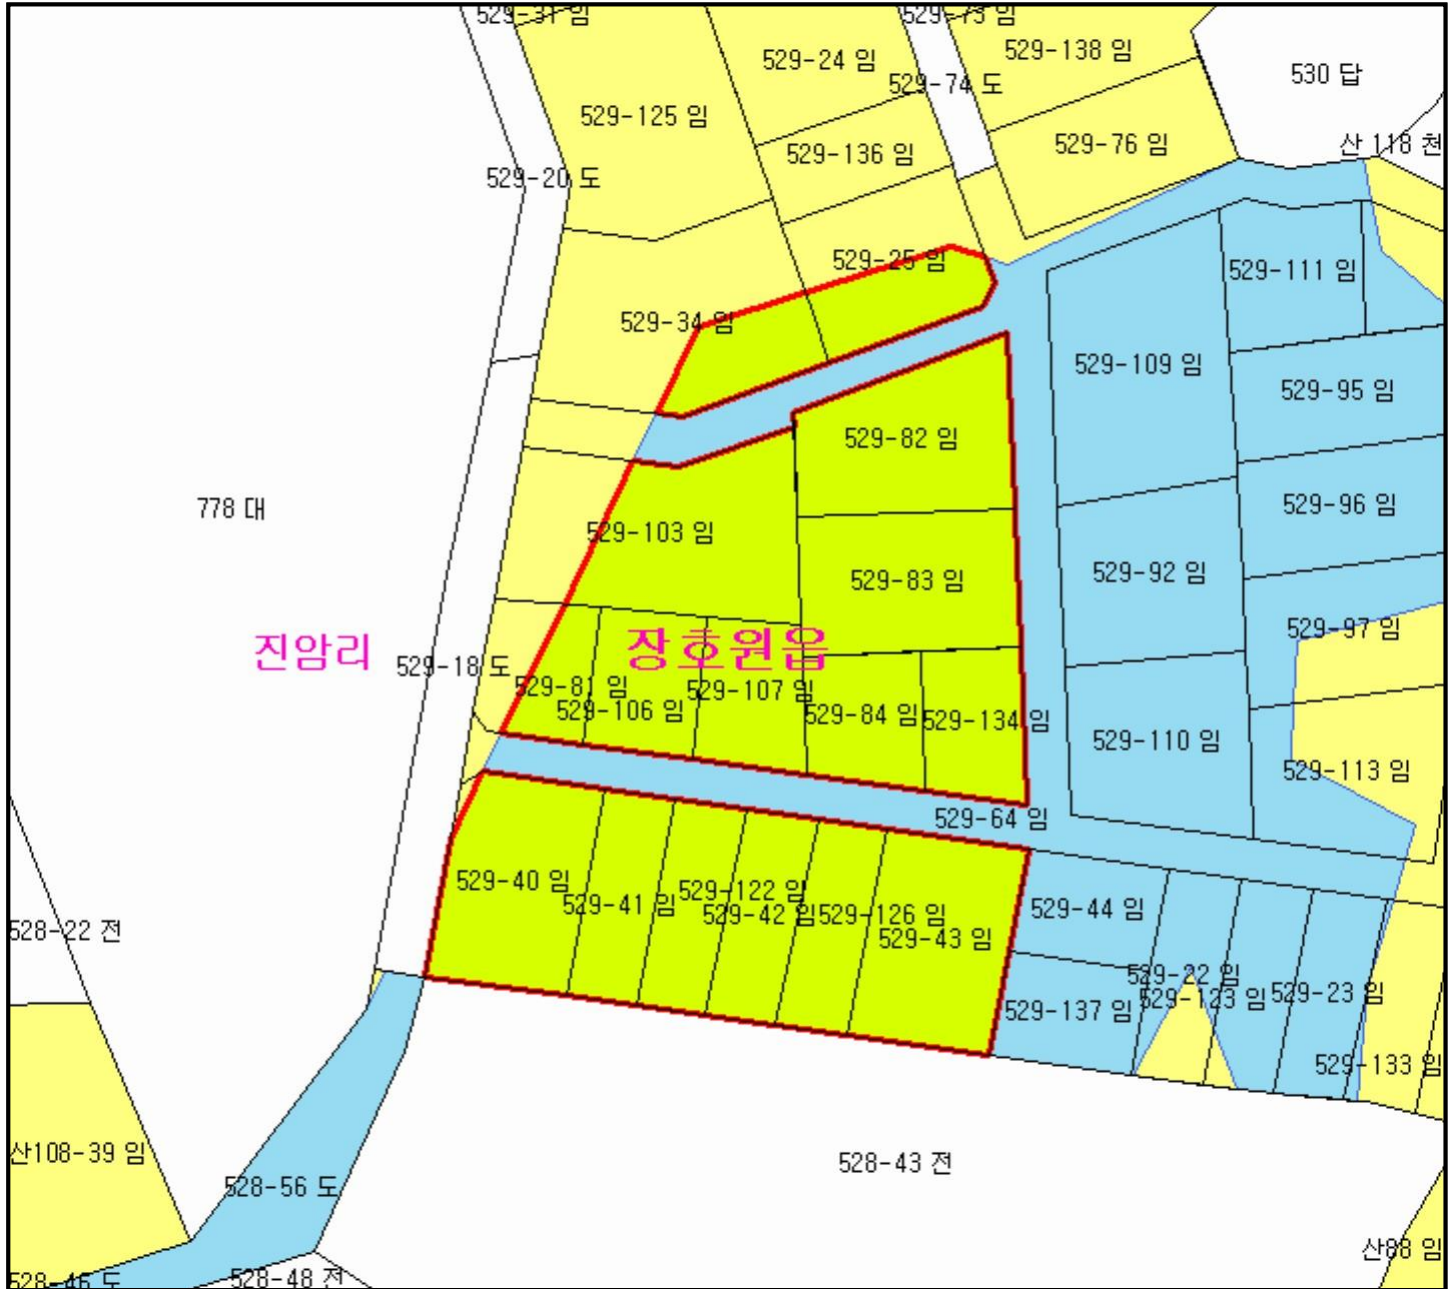 529-31 임
529-73 임
529-24 임
529-138 임
529-74 도
530 답
529-125 임
529-136 임
529-76 임
산 118 천
529-20 도
529-25 임
529-111 임
529-34 임
529-109 임
529-95 임
529-82 임
778 대
529-96 임
529-103 임
529-83 임
529-92 임
529-97 임
진암리
장호원읍
529-18 도
529-81 임
529-107 임
529-106 임
529-84 임
529-134 임
529-110 임
529-113 임
529-64 임
529-40 임
529-122 임
529-41 임
529-42 임
529-126 임
529-44 임
528-22 전
529-43 임
529-22 임
529-123 임
529-23 임
529-137 임
529-133 임
산108-39 임
528-43 전
528-56 도
산88 임
528-46 도
528-48 전